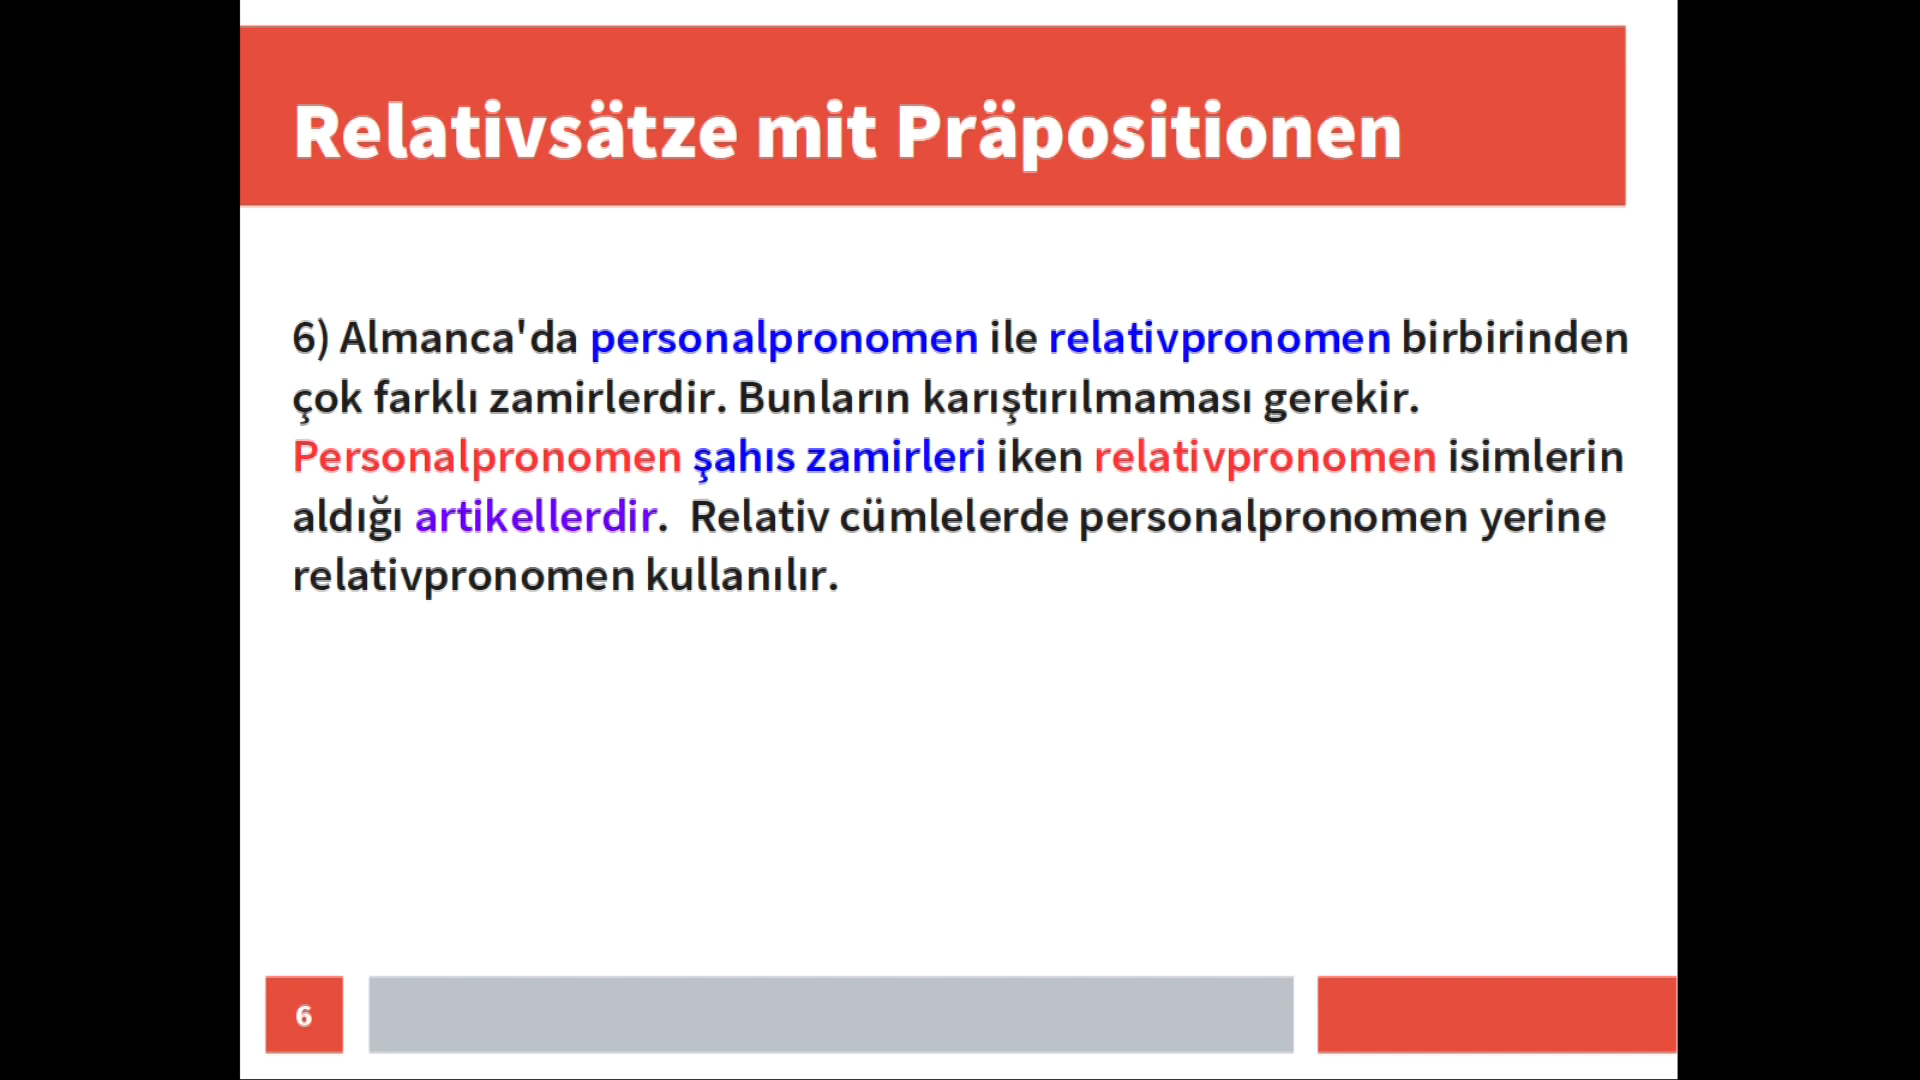 Relativsätze mit Präpositionen
6) Almanca'da personalpronomen ile relativpronomen birbirinden
çok farklı zamirlerdir. Bunların karıştırılmaması gerekir.
Personalpronomen şahıs zamirleri iken relativpronomen isimlerin
aldığı artikellerdir.  Relativ cümlelerde personalpronomen yerine
relativpronomen kullanılır.
6